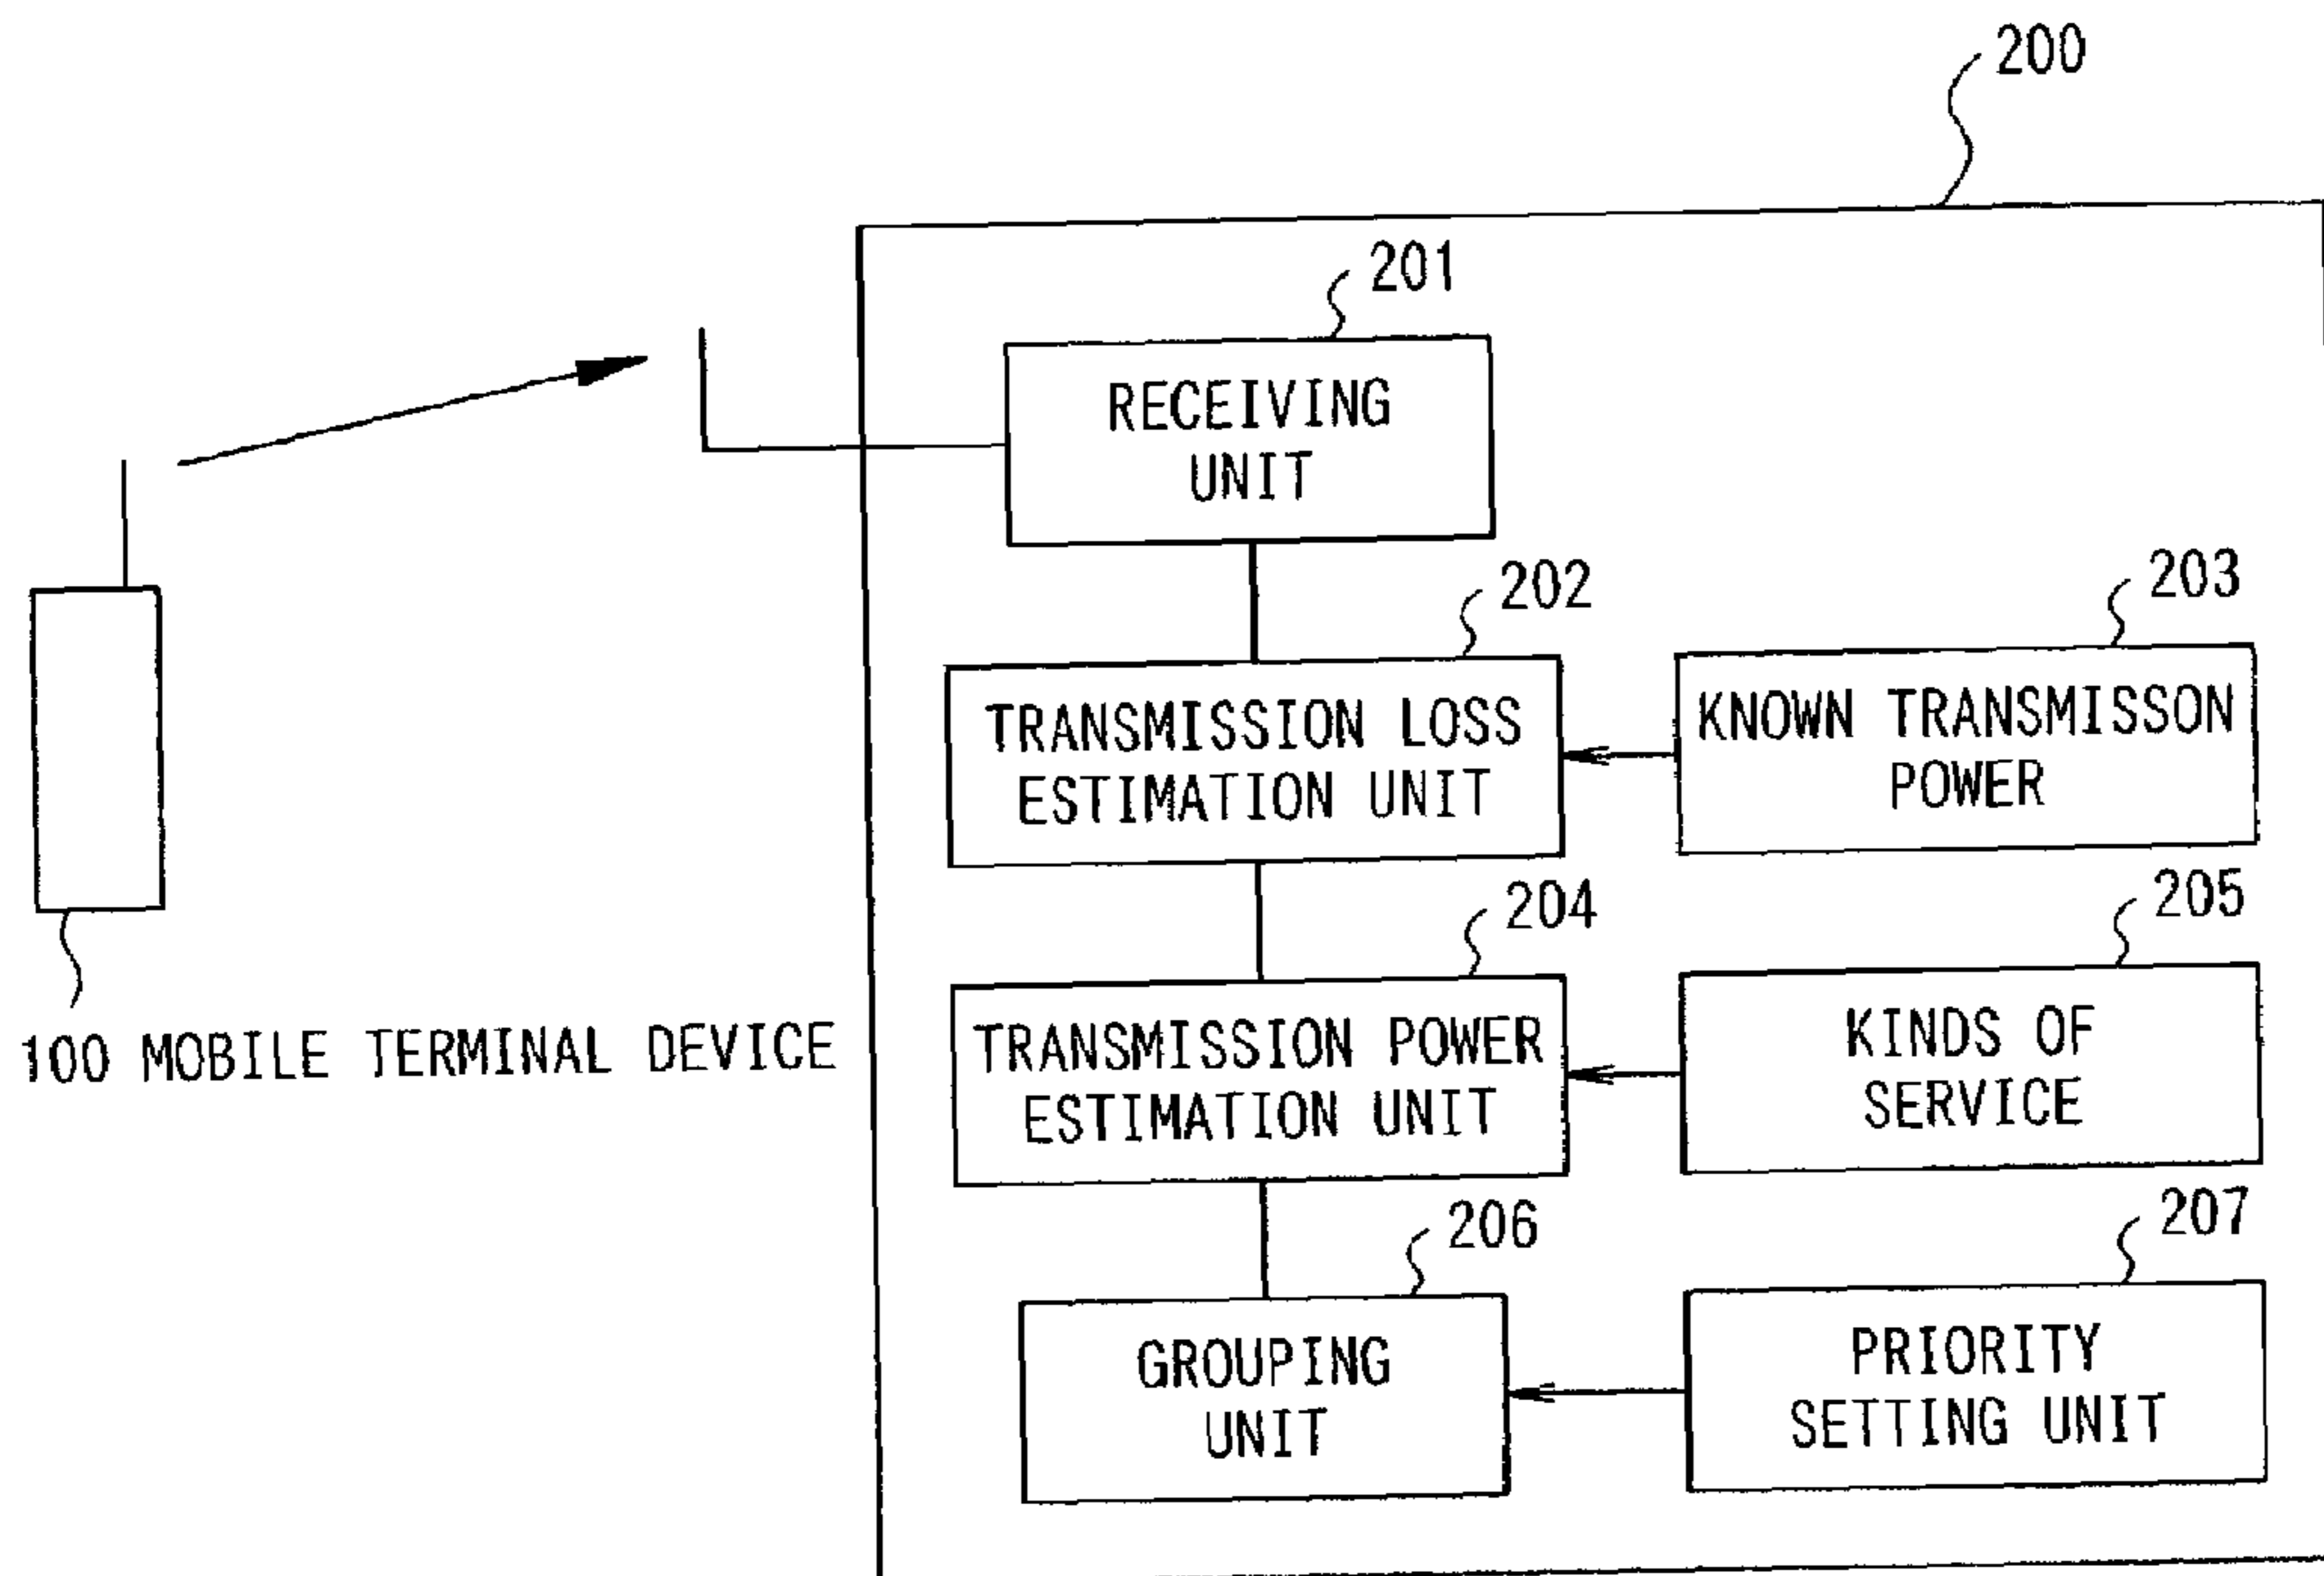 200
201
RECEIVING
UNIT
202
203
TRANSMISSION LOSS
ESTIMATION UNIT
KNOWN TRANSMISSON
POWER
204
205
100 MOBILE TERMINAL DEVICE
TRANSMISSION POWER
ESTIMATION UNIT
KINDS OF
SERVICE
206
207
GROUPING
UNIT
PRIORITY
SETTING UNIT